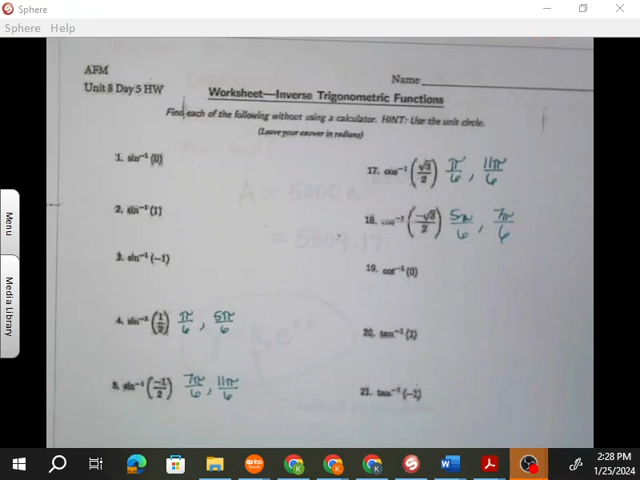 Sphere
Sphere Help
Menu
Media Library
AFM
Unit 8 Day 5 HW
Name
Worksheet—Inverse Trigonometric Functions
Find each of the following without using a calculator. HINT: Use the unit circle.
(Leave your answer in radians)
1. sin⁻¹(0)
2. sin⁻¹(1)
3. sin⁻¹(-1)
4. sin⁻¹(1/2) π/6, 5π/6
5. sin⁻¹(-1/2) 7π/6, 11π/6
17. cos⁻¹(√3/2) π/6, 11π/6
18. cos⁻¹(-√3/2) 5π/6, 7π/6
19. cot⁻¹(0)
20. tan⁻¹(1)
21. tan⁻¹(-1)
A = 5800e
= 5809.17
2:28 PM
1/25/2024